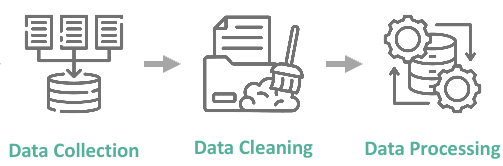 Data Collection
Data Cleaning
Data Processing